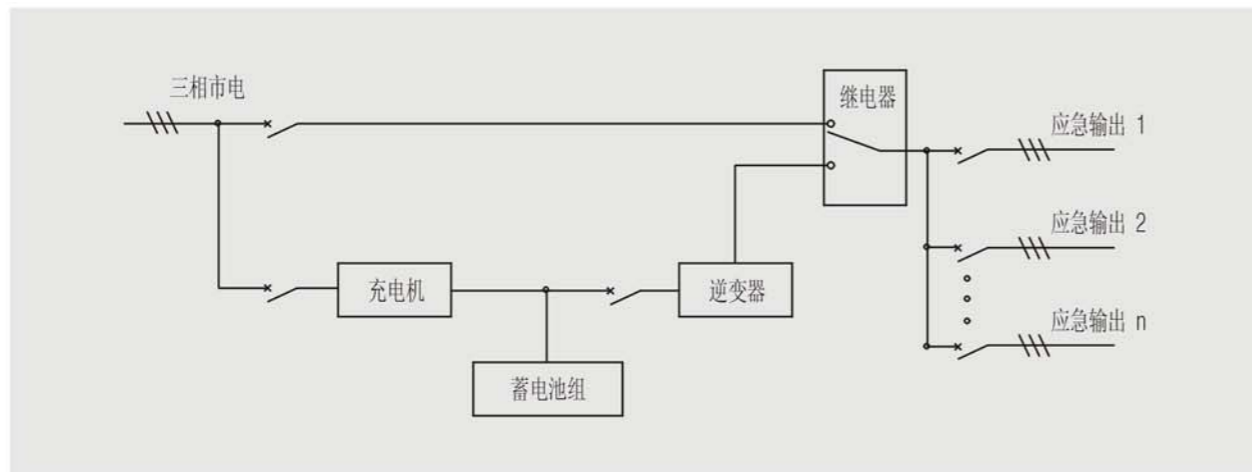 三相市电
继电器
应急输出 1
应急输出 2
充电机
逆变器
应急输出 n
蓄电池组